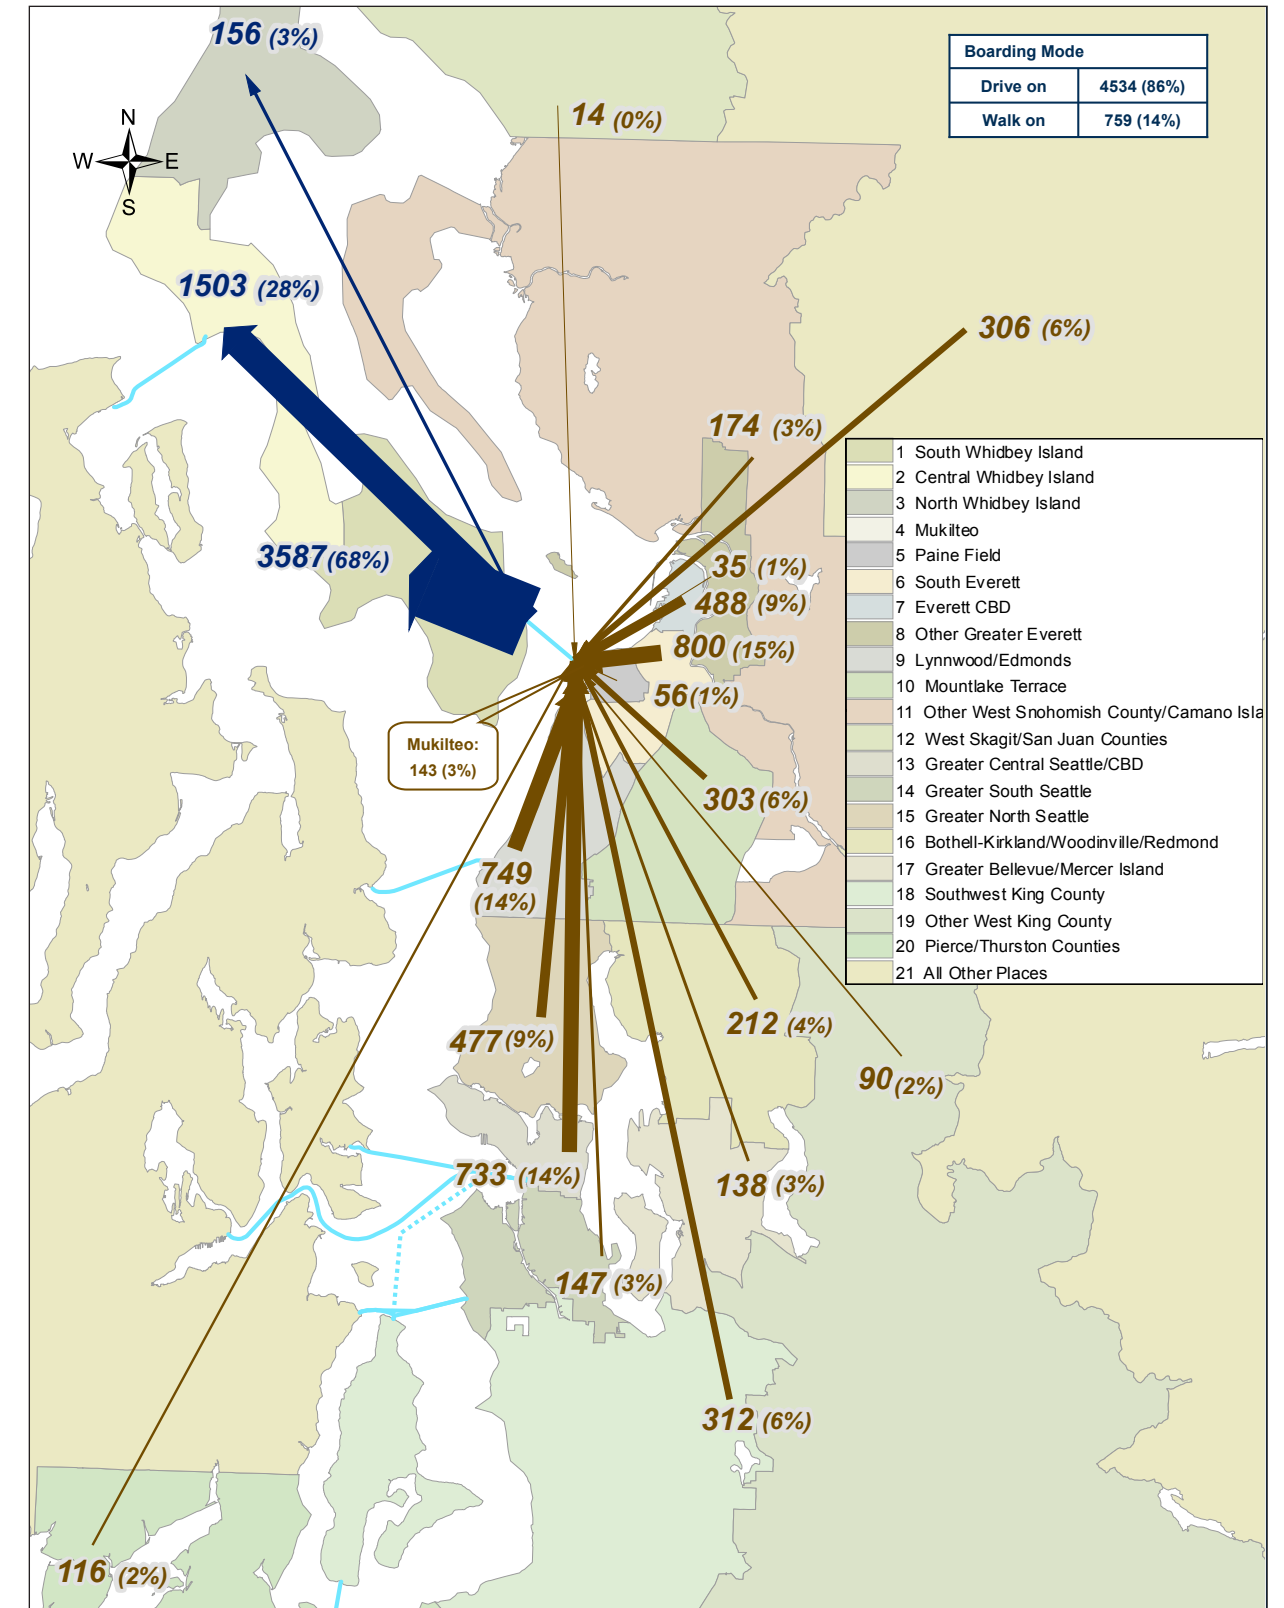 156 (3%)
Boarding Mode
Drive on 4534 (86%)
Walk on 759 (14%)
14 (0%)
N
W E
S
1503 (28%)
306 (6%)
174 (3%)
1 South Whidbey Island
2 Central Whidbey Island
3 North Whidbey Island
4 Mukilteo
5 Paine Field
6 South Everett
7 Everett CBD
8 Other Greater Everett
9 Lynnwood/Edmonds
10 Mountlake Terrace
11 Other West Snohomish County/Camano Isla
12 West Skagit/San Juan Counties
13 Greater Central Seattle/CBD
14 Greater South Seattle
15 Greater North Seattle
16 Bothell-Kirkland/Woodinville/Redmond
17 Greater Bellevue/Mercer Island
18 Southwest King County
19 Other West King County
20 Pierce/Thurston Counties
21 All Other Places
3587(68%)
35 (1%)
488 (9%)
800 (15%)
56(1%)
Mukilteo:
143 (3%)
303(6%)
749
(14%)
477(9%)
212 (4%)
90(2%)
733 (14%)
138 (3%)
147 (3%)
312(6%)
116 (2%)